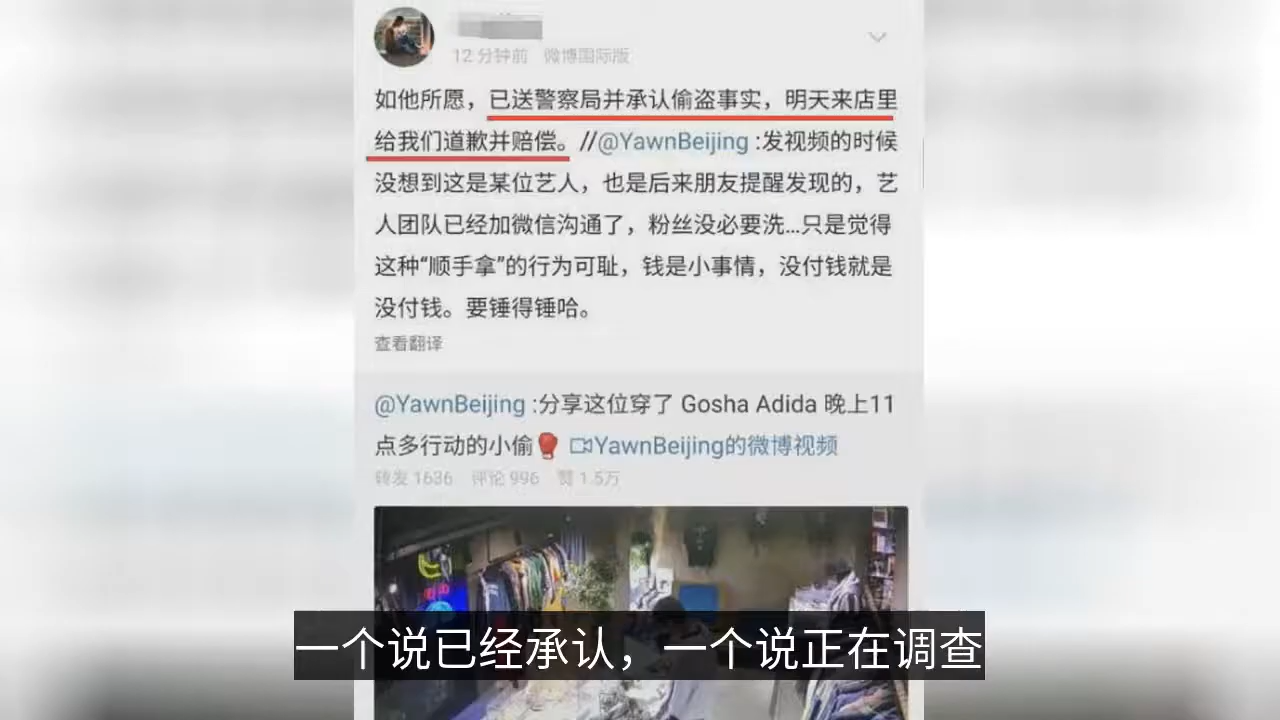 12 分钟前 微博国际版
如他所愿，已送警察局并承认偷盗事实，明天来店里
给我们道歉并赔偿。//@YawnBeijing :发视频的时候
没想到这是某位艺人，也是后来朋友提醒发现的，艺
人团队已经加微信沟通了，粉丝没必要洗...只是觉得
这种“顺手拿”的行为可耻，钱是小事情，没付钱就是
没付钱。要锤得锤哈。
查看翻译
@YawnBeijing :分享这位穿了 Gosha Adida 晚上11
点多行动的小偷🥊 YawnBeijing的微博视频
转发 1636 评论 996 赞 1.5万
一个说已经承认，一个说正在调查